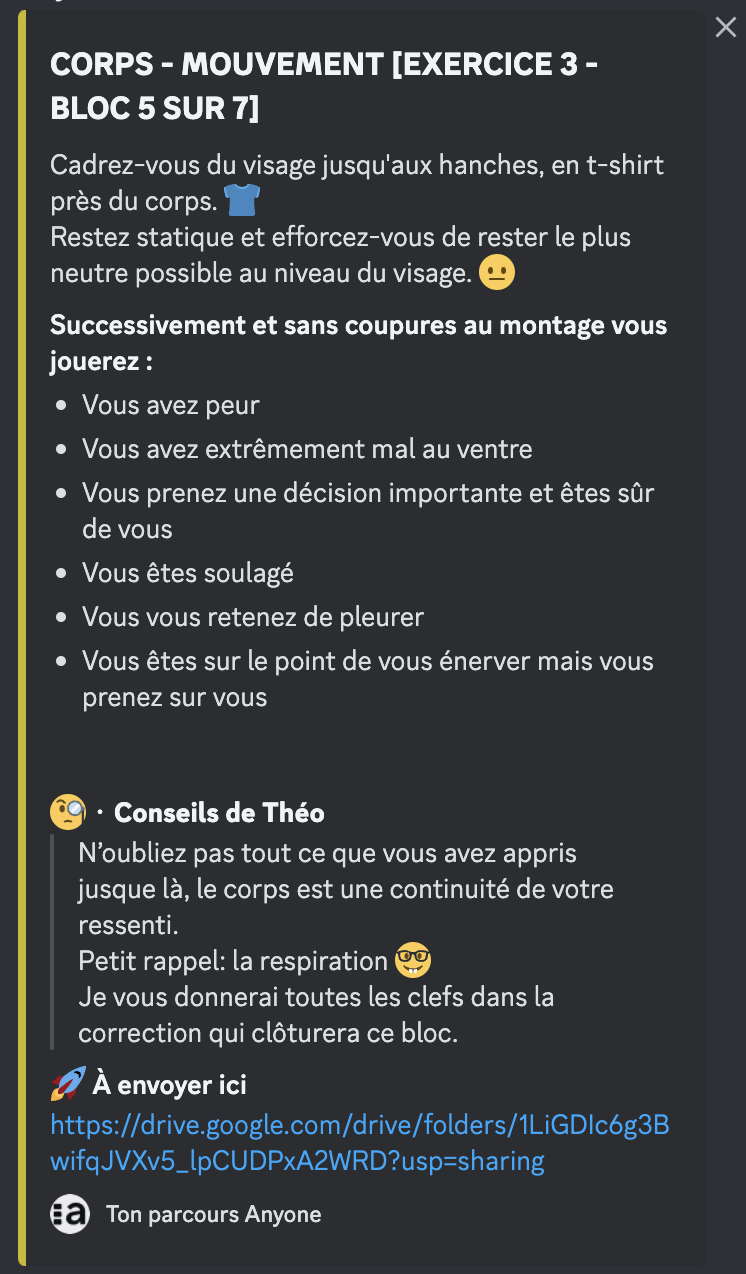 CORPS - MOUVEMENT [EXERCICE 3 -
BLOC 5 SUR 7]
Cadrez-vous du visage jusqu'aux hanches, en t-shirt
près du corps. 👕
Restez statique et efforcez-vous de rester le plus
neutre possible au niveau du visage. 😐
Successivement et sans coupures au montage vous
jouerez :
• Vous avez peur
• Vous avez extrêmement mal au ventre
• Vous prenez une décision importante et êtes sûr
de vous
• Vous êtes soulagé
• Vous vous retenez de pleurer
• Vous êtes sur le point de vous énerver mais vous
prenez sur vous
🧐 · Conseils de Théo
N’oubliez pas tout ce que vous avez appris
jusque là, le corps est une continuité de votre
ressenti.
Petit rappel: la respiration 🤓
Je vous donnerai toutes les clefs dans la
correction qui clôturera ce bloc.
🚀 À envoyer ici
https://drive.google.com/drive/folders/1LiGDIc6g3B
wifqJVXv5_lpCUDPxA2WRD?usp=sharing
:a Ton parcours Anyone